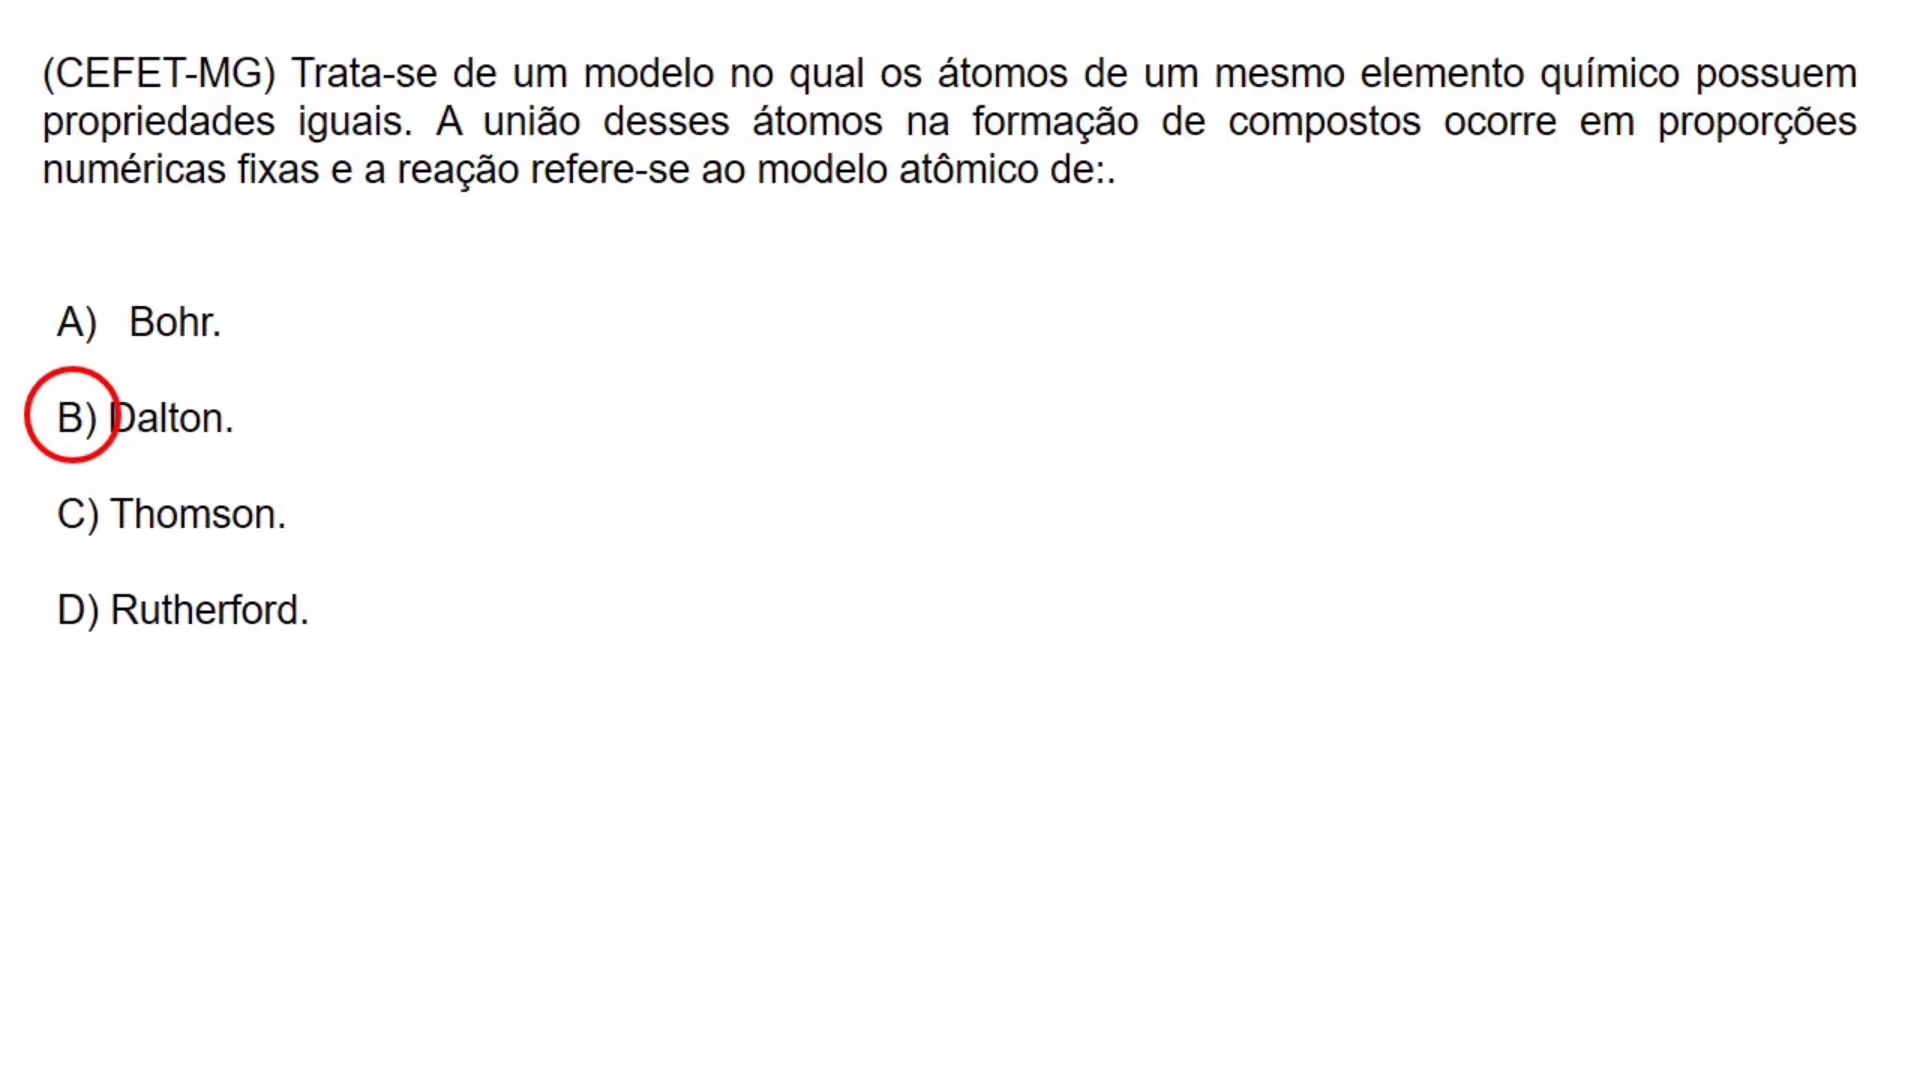 (CEFET-MG) Trata-se de um modelo no qual os átomos de um mesmo elemento químico possuem
propriedades iguais. A união desses átomos na formação de compostos ocorre em proporções
numéricas fixas e a reação refere-se ao modelo atômico de:.
A) Bohr.
B) Dalton.
C) Thomson.
D) Rutherford.